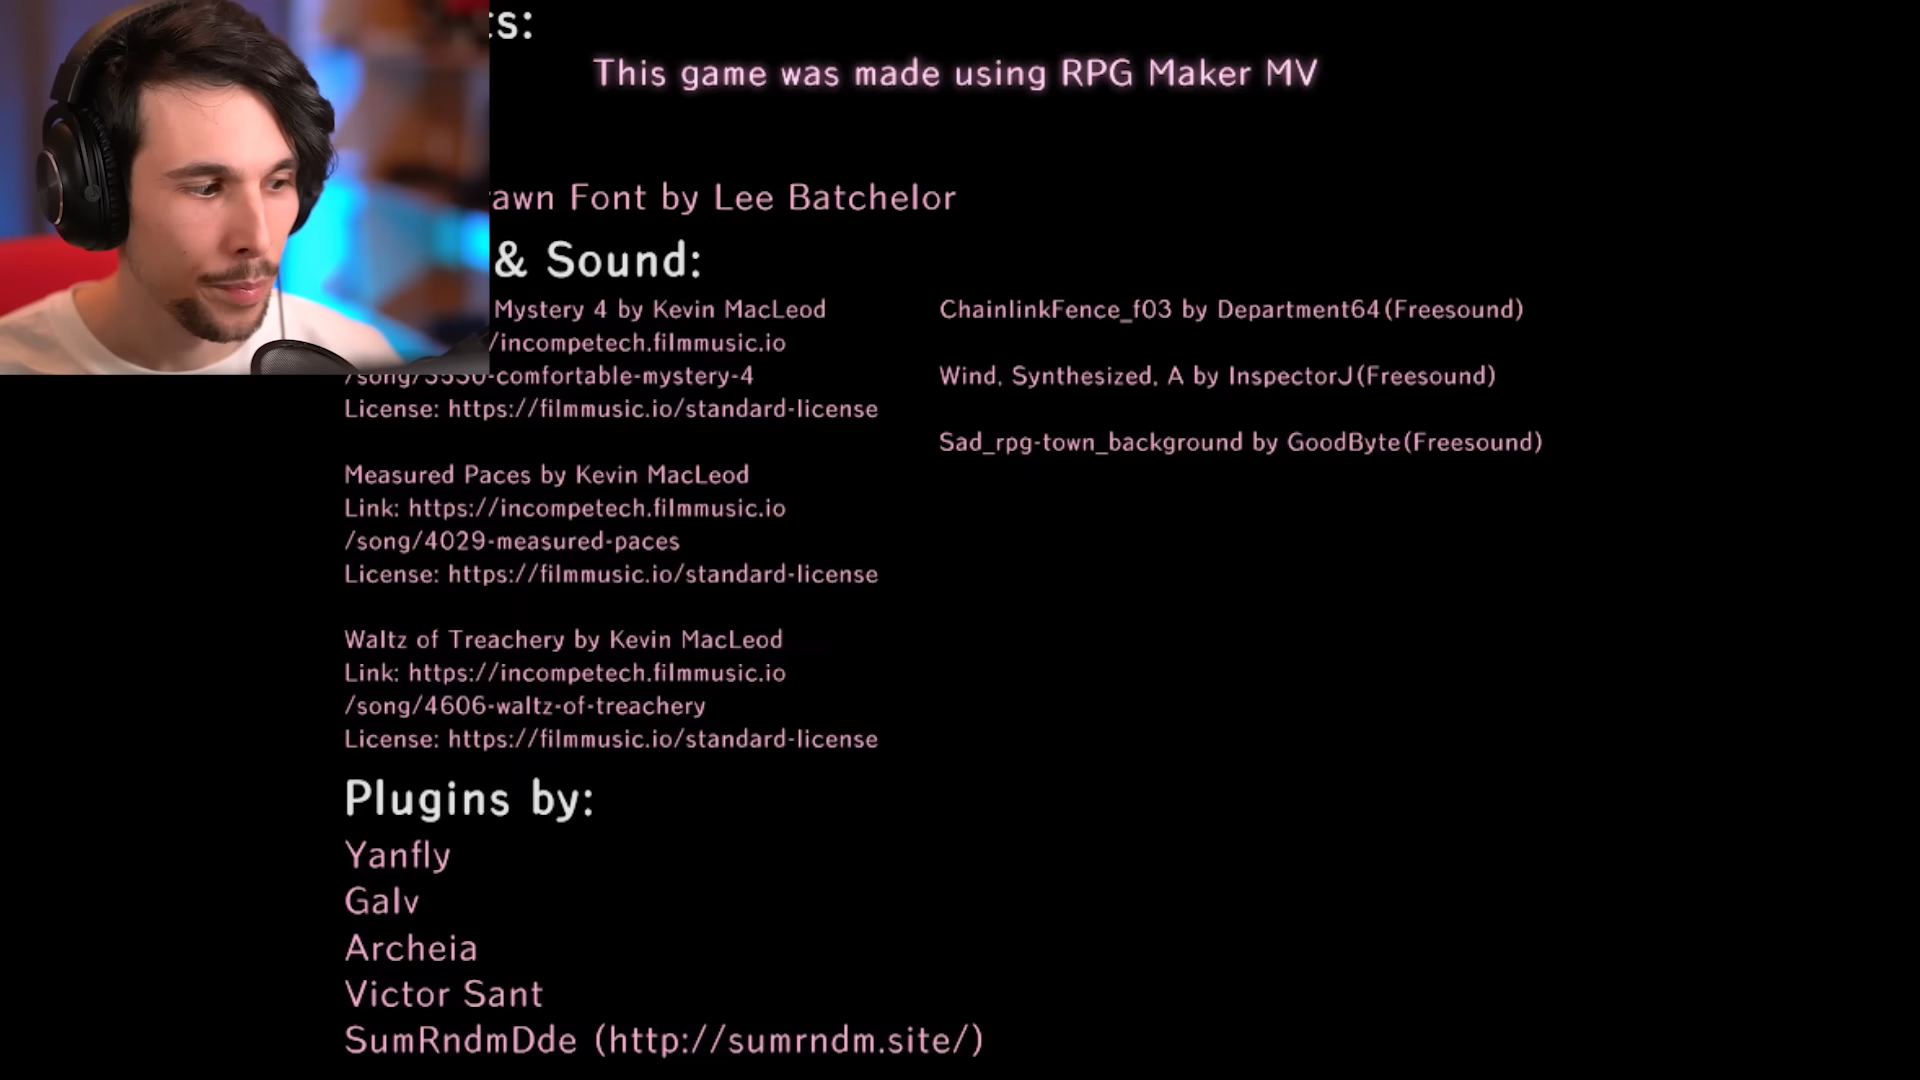 This game was made using RPG Maker MV
Font by Lee Batchelor
& Sound:
Mystery 4 by Kevin MacLeod
/incompetech.filmmusic.io
/song/5530-comfortable-mystery-4
License: https://filmmusic.io/standard-license
Measured Paces by Kevin MacLeod
Link: https://incompetech.filmmusic.io
/song/4029-measured-paces
License: https://filmmusic.io/standard-license
Waltz of Treachery by Kevin MacLeod
Link: https://incompetech.filmmusic.io
/song/4606-waltz-of-treachery
License: https://filmmusic.io/standard-license
ChainlinkFence_f03 by Department64(Freesound)
Wind, Synthesized, A by InspectorJ(Freesound)
Sad_rpg-town_background by GoodByte(Freesound)
Plugins by:
Yanfly
Galv
Archeia
Victor Sant
SumRndmDde (http://sumrndm.site/)